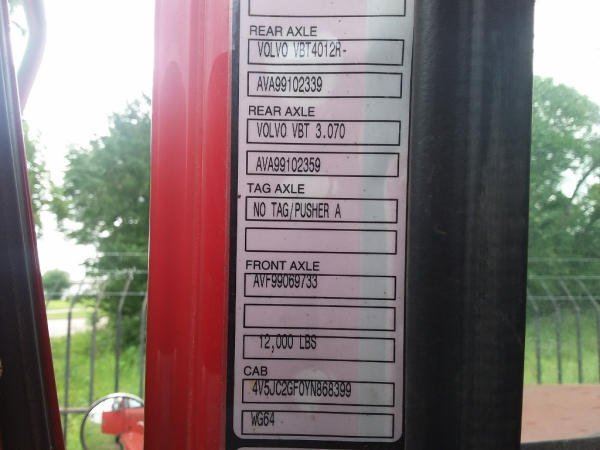 REAR AXLE
VOLVO VBT4012R-
AVA99102339
REAR AXLE
VOLVO VBT 3.070
AVA99102359
TAG AXLE
NO TAG/PUSHER A
FRONT AXLE
AVF99069733
12,000 LBS
CAB
4V5JC2GF0YN868399
WG64